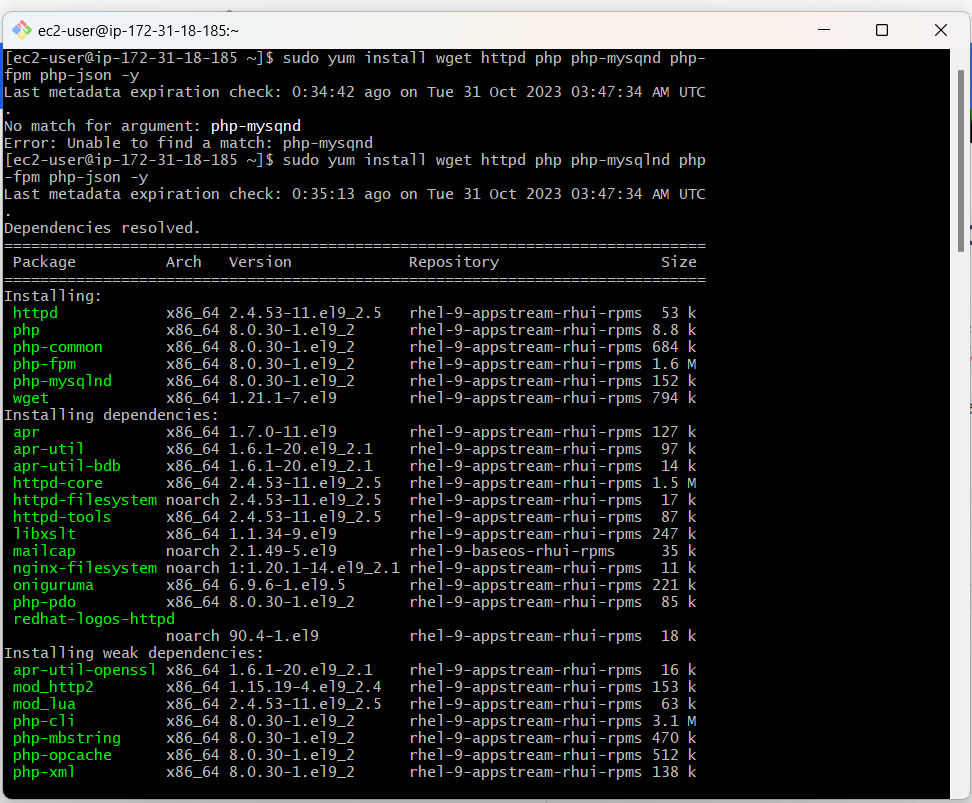 ec2-user@ip-172-31-18-185:~
[ec2-user@ip-172-31-18-185 ~]$ sudo yum install wget httpd php php-mysqnd php-
fpm php-json -y
Last metadata expiration check: 0:34:42 ago on Tue 31 Oct 2023 03:47:34 AM UTC
.
No match for argument: php-mysqnd
Error: Unable to find a match: php-mysqnd
[ec2-user@ip-172-31-18-185 ~]$ sudo yum install wget httpd php php-mysqlnd php
-fpm php-json -y
Last metadata expiration check: 0:35:13 ago on Tue 31 Oct 2023 03:47:34 AM UTC
.
Dependencies resolved.
==============================================================================
Package Arch Version Repository Size
==============================================================================
Installing:
httpd x86_64 2.4.53-11.el9_2.5 rhel-9-appstream-rhui-rpms 53 k
php x86_64 8.0.30-1.el9_2 rhel-9-appstream-rhui-rpms 8.8 k
php-common x86_64 8.0.30-1.el9_2 rhel-9-appstream-rhui-rpms 684 k
php-fpm x86_64 8.0.30-1.el9_2 rhel-9-appstream-rhui-rpms 1.6 M
php-mysqlnd x86_64 8.0.30-1.el9_2 rhel-9-appstream-rhui-rpms 152 k
wget x86_64 1.21.1-7.el9 rhel-9-appstream-rhui-rpms 794 k
Installing dependencies:
apr x86_64 1.7.0-11.el9 rhel-9-appstream-rhui-rpms 127 k
apr-util x86_64 1.6.1-20.el9_2.1 rhel-9-appstream-rhui-rpms 97 k
apr-util-bdb x86_64 1.6.1-20.el9_2.1 rhel-9-appstream-rhui-rpms 14 k
httpd-core x86_64 2.4.53-11.el9_2.5 rhel-9-appstream-rhui-rpms 1.5 M
httpd-filesystem noarch 2.4.53-11.el9_2.5 rhel-9-appstream-rhui-rpms 17 k
httpd-tools x86_64 2.4.53-11.el9_2.5 rhel-9-appstream-rhui-rpms 87 k
libxslt x86_64 1.1.34-9.el9 rhel-9-appstream-rhui-rpms 247 k
mailcap noarch 2.1.49-5.el9 rhel-9-baseos-rhui-rpms 35 k
nginx-filesystem noarch 1:1.20.1-14.el9_2.1 rhel-9-appstream-rhui-rpms 11 k
oniguruma x86_64 6.9.6-1.el9.5 rhel-9-appstream-rhui-rpms 221 k
php-pdo x86_64 8.0.30-1.el9_2 rhel-9-appstream-rhui-rpms 85 k
redhat-logos-httpd
noarch 90.4-1.el9 rhel-9-appstream-rhui-rpms 18 k
Installing weak dependencies:
apr-util-openssl x86_64 1.6.1-20.el9_2.1 rhel-9-appstream-rhui-rpms 16 k
mod_http2 x86_64 1.15.19-4.el9_2.4 rhel-9-appstream-rhui-rpms 153 k
mod_lua x86_64 2.4.53-11.el9_2.5 rhel-9-appstream-rhui-rpms 63 k
php-cli x86_64 8.0.30-1.el9_2 rhel-9-appstream-rhui-rpms 3.1 M
php-mbstring x86_64 8.0.30-1.el9_2 rhel-9-appstream-rhui-rpms 470 k
php-opcache x86_64 8.0.30-1.el9_2 rhel-9-appstream-rhui-rpms 512 k
php-xml x86_64 8.0.30-1.el9_2 rhel-9-appstream-rhui-rpms 138 k